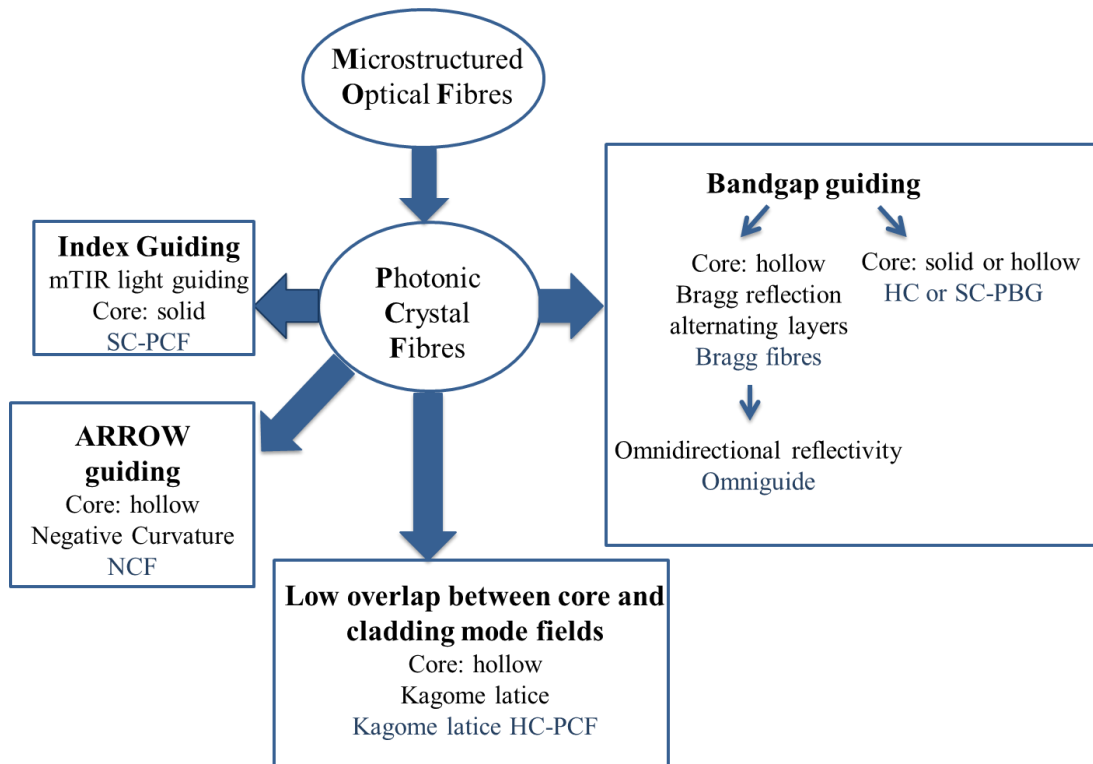 Microstructured
Optical Fibres
Photonic
Crystal
Fibres
Index Guiding
mTIR light guiding
Core: solid
SC-PCF
ARROW
guiding
Core: hollow
Negative Curvature
NCF
Low overlap between core and
cladding mode fields
Core: hollow
Kagome latice
Kagome latice HC-PCF
Bandgap guiding
Core: hollow
Bragg reflection
alternating layers
Bragg fibres
Omnidirectional reflectivity
Omniguide
Core: solid or hollow
HC or SC-PBG